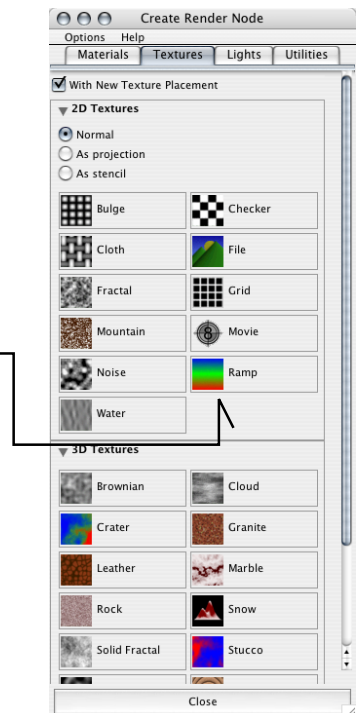 Create Render Node
Options Help
Materials Textures Lights Utilities
With New Texture Placement
2D Textures
Normal
As projection
As stencil
Bulge Checker
Cloth File
Fractal Grid
Mountain 8 Movie
Noise Ramp
Water
3D Textures
Brownian Cloud
Crater Granite
Leather Marble
Rock Snow
Solid Fractal Stucco
Close